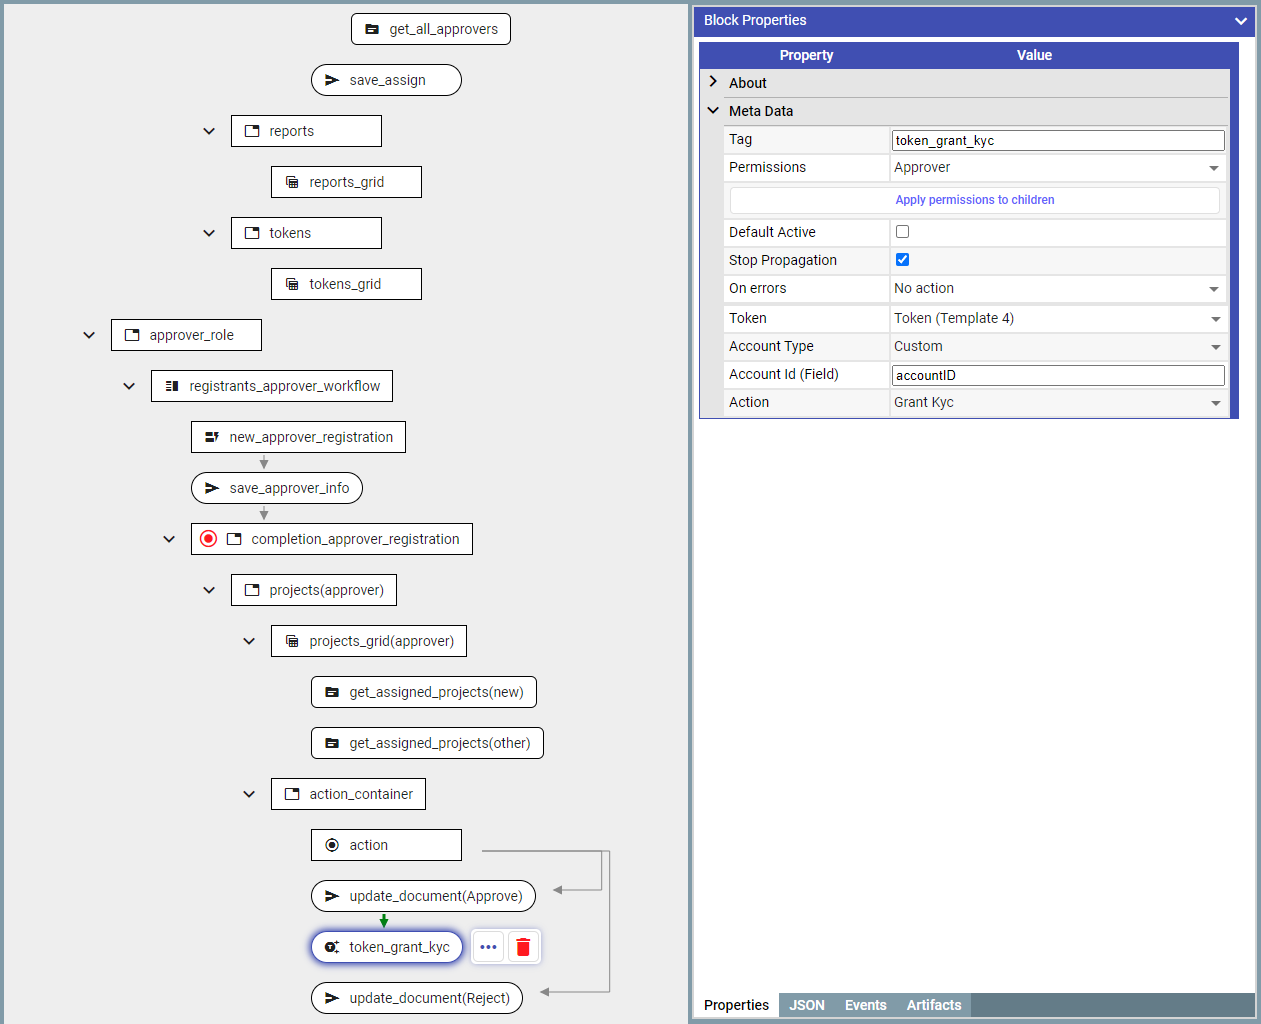 get_all_approvers
save_assign
reports
reports_grid
tokens
tokens_grid
approver_role
registrants_approver_workflow
new_approver_registration
save_approver_info
completion_approver_registration
projects(approver)
projects_grid(approver)
get_assigned_projects(new)
get_assigned_projects(other)
action_container
action
update_document(Approve)
token_grant_kyc
update_document(Reject)
Block Properties
Property Value
About
Meta Data
Tag token_grant_kyc
Permissions Approver
Apply permissions to children
Default Active
Stop Propagation
On errors No action
Token Token (Template 4)
Account Type Custom
Account Id (Field) accountID
Action Grant Kyc
Properties JSON Events Artifacts